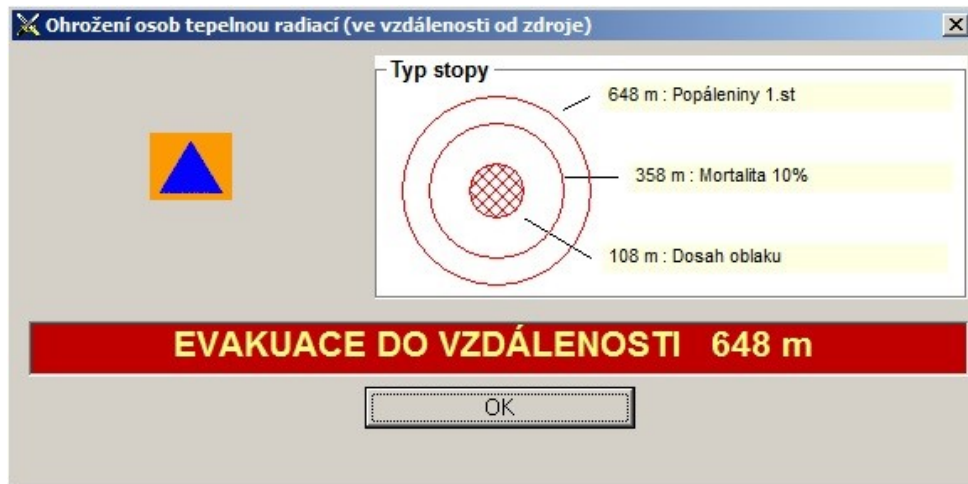 Ohrožení osob tepelnou radiací (ve vzdálenosti od zdroje)
Typ stopy
648 m : Popáleniny 1.st
358 m : Mortalita 10%
108 m : Dosah oblaku
EVAKUACE DO VZDÁLENOSTI 648 m
OK